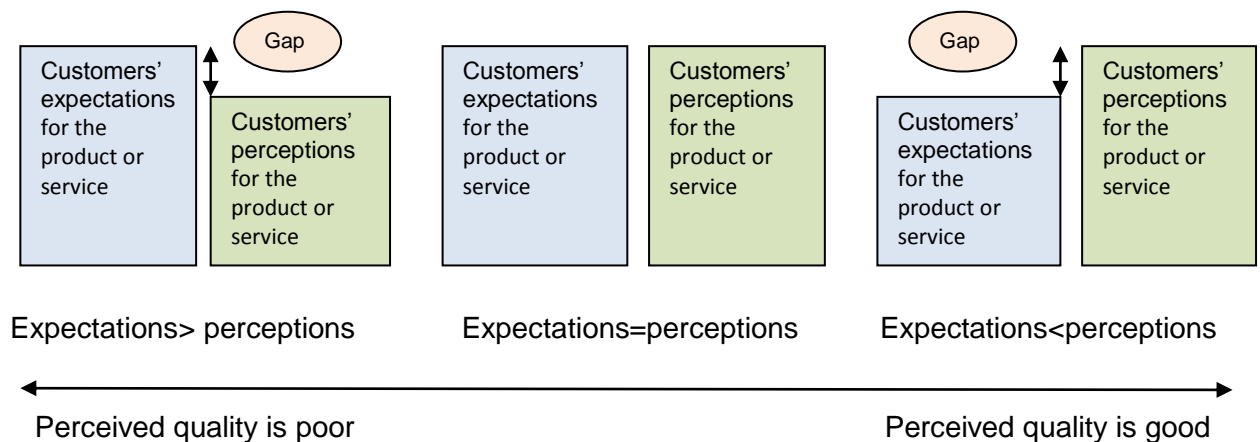 Gap
Customers'
expectations
for the
product or
service
Customers'
perceptions
for the
product or
service
Customers'
expectations
for the
product or
service
Customers'
perceptions
for the
product or
service
Gap
Customers'
expectations
for the
product or
service
Customers'
perceptions
for the
product or
service
Expectations> perceptions
Expectations=perceptions
Expectations<perceptions
Perceived quality is poor
Perceived quality is good